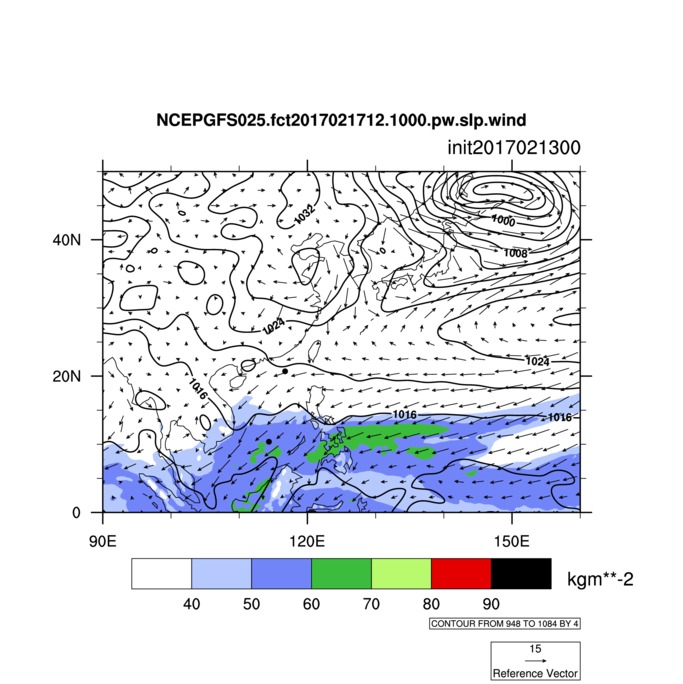 NCEPGFS025.fct2017021712.1000.pw.slp.wind
init2017021300
1032
1000
1008
40N
0
1024
1024
20N
1016
1016
1016
0
90E 120E 150E
kgm**-2
40 50 60 70 80 90
CONTOUR FROM 948 TO 1084 BY 4
15
Reference Vector